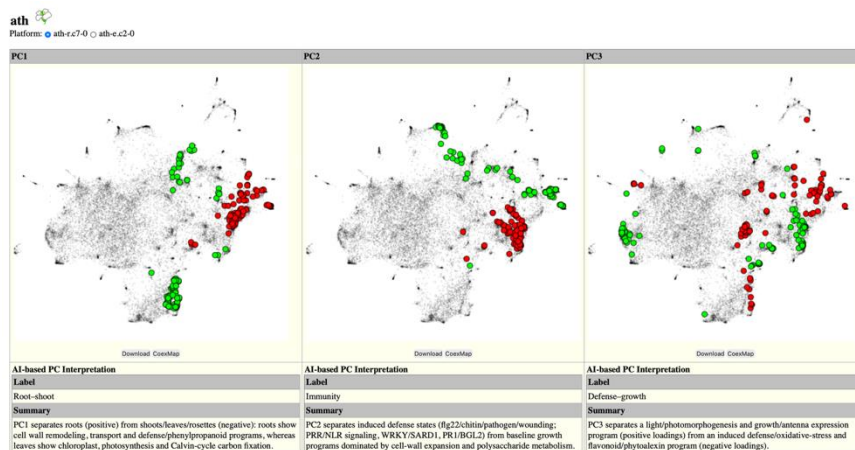 ath
Platform: ath-r.c7-0 ath-e.c2-0
PC1 PC2 PC3
Download CoexMap Download CoexMap Download CoexMap
AI-based PC Interpretation AI-based PC Interpretation AI-based PC Interpretation
Label Label Label
Root–shoot Immunity Defense–growth
Summary Summary Summary
PC1 separates roots (positive) from shoots/leaves/rosettes (negative): roots show
cell wall remodeling, transport and defense/phenylpropanoid programs, whereas
leaves show chloroplast, photosynthesis and Calvin-cycle carbon fixation.
PC2 separates induced defense states (flg22/chitin/pathogen/wounding;
PRR/NLR signaling, WRKY/SARD1, PR1/BGL2) from baseline growth
programs dominated by cell-wall expansion and polysaccharide metabolism.
PC3 separates a light/photomorphogenesis and growth/antenna expression
program (positive loadings) from an induced defense/oxidative-stress and
flavonoid/phytoalexin program (negative loadings).